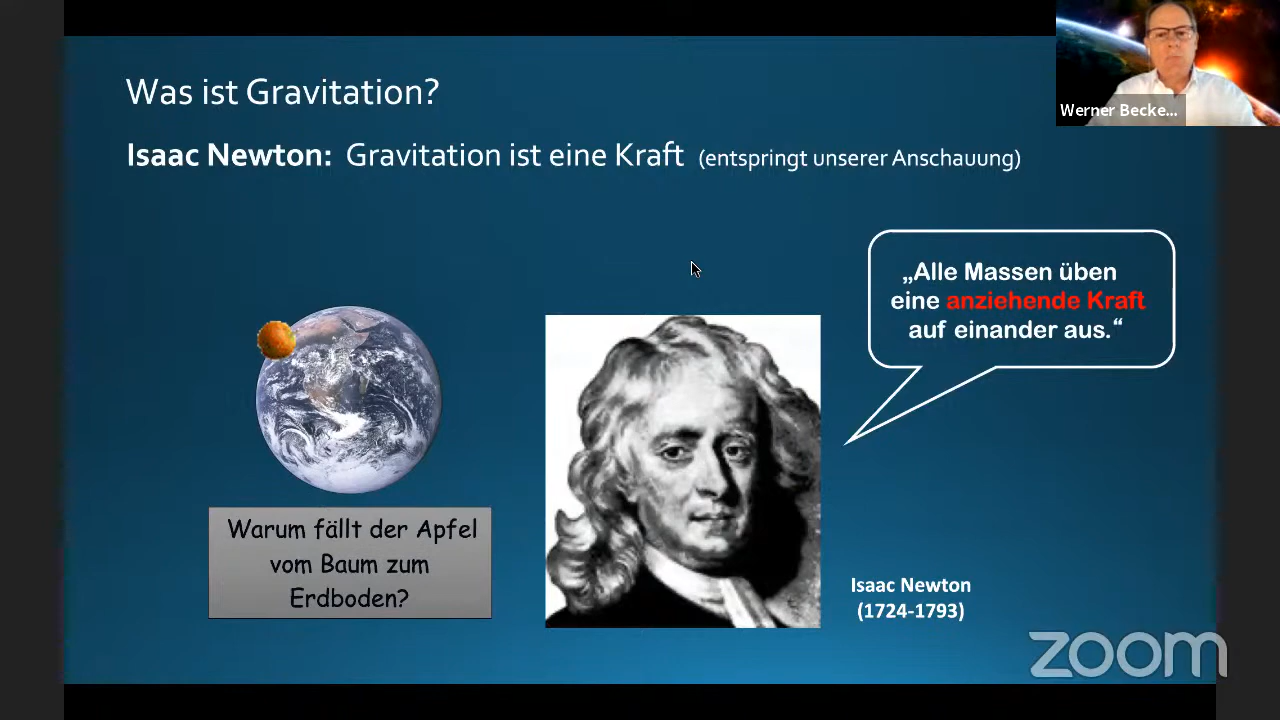 Was ist Gravitation?
Isaac Newton: Gravitation ist eine Kraft (entspringt unserer Anschauung)
Werner Becke...
„Alle Massen üben
eine anziehende Kraft
auf einander aus.“
Warum fällt der Apfel
vom Baum zum
Erdboden?
Isaac Newton
(1724-1793)
zoom